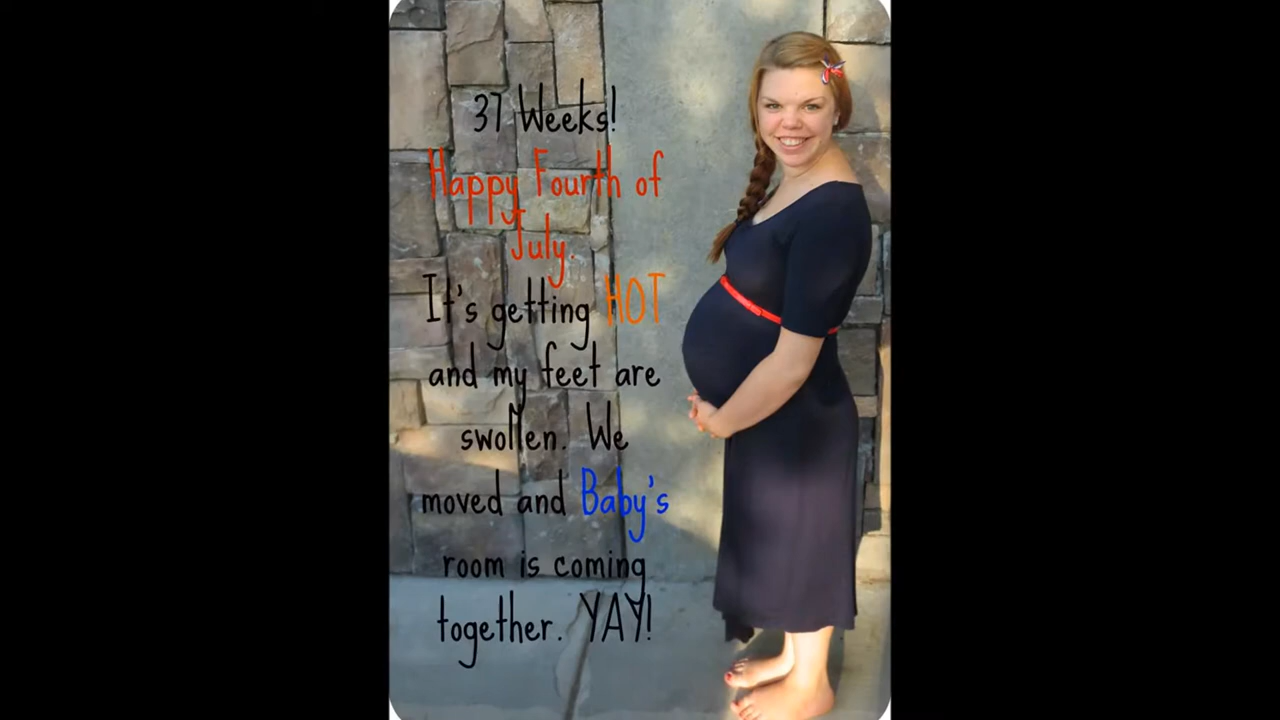 37 Weeks!
Happy Fourth of
July.
It's getting HOT
and my feet are
swollen. We
moved and Baby's
room is coming
together. YAY!